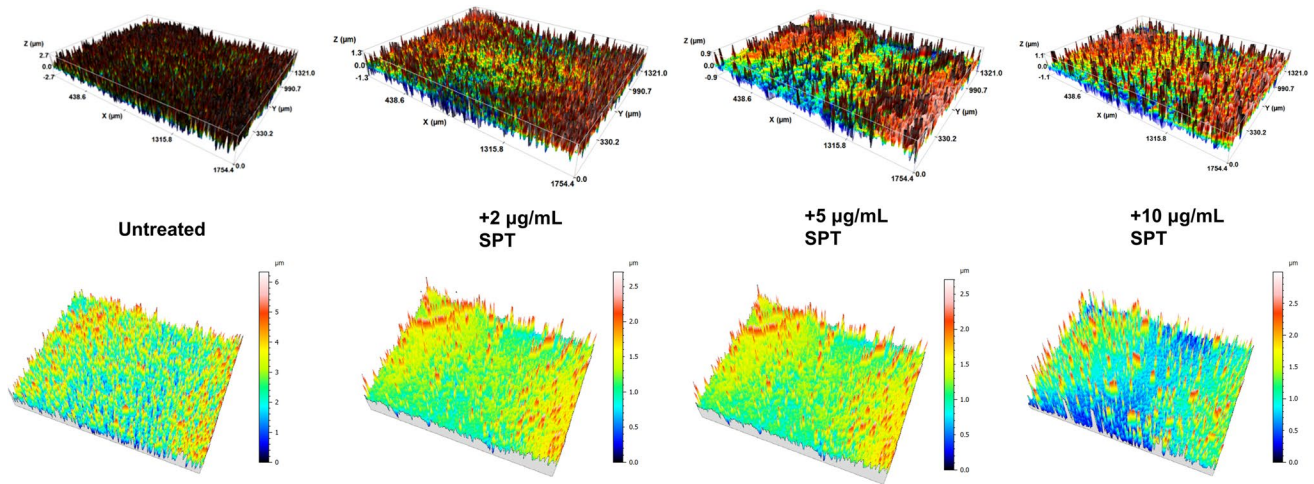 Z (µm)
2.7
0.0
-2.7
438.6
X (µm)
1315.8
1754.4
0.0
330.2
Y (µm)
990.7
1321.0
Z (µm)
1.3
0.0
-1.3
438.6
X (µm)
1315.8
1754.4
0.0
330.2
Y (µm)
990.7
1321.0
Z (µm)
0.9
0.0
-0.9
438.6
X (µm)
1315.8
1754.4
0.0
330.2
Y (µm)
990.7
1321.0
Z (µm)
1.1
0.0
-1.1
438.6
X (µm)
1315.8
1754.4
0.0
330.2
Y (µm)
990.7
1321.0
Untreated
+2 µg/mL
SPT
+5 µg/mL
SPT
+10 µg/mL
SPT
µm
6
5
4
3
2
1
0
µm
2.5
2.0
1.5
1.0
0.5
0.0
µm
2.5
2.0
1.5
1.0
0.5
0.0
µm
2.5
2.0
1.5
1.0
0.5
0.0